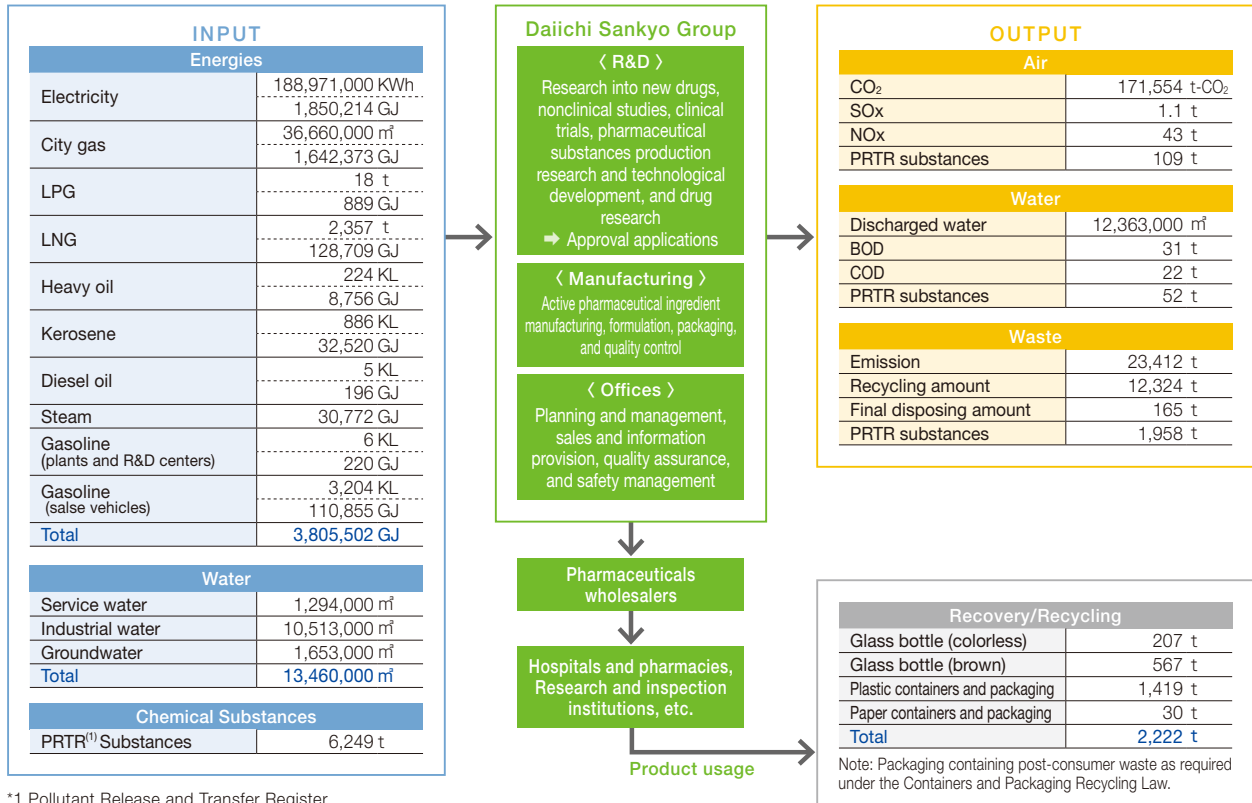 INPUT
Energies
Electricity 188,971,000 KWh
1,850,214 GJ
City gas 36,660,000 ㎥
1,642,373 GJ
LPG 18 t
889 GJ
LNG 2,357 t
128,709 GJ
Heavy oil 224 KL
8,756 GJ
Kerosene 886 KL
32,520 GJ
Diesel oil 5 KL
196 GJ
Steam 30,772 GJ
Gasoline 6 KL
(plants and R&D centers) 220 GJ
Gasoline 3,204 KL
(salse vehicles) 110,855 GJ
Total 3,805,502 GJ
Water
Service water 1,294,000 ㎥
Industrial water 10,513,000 ㎥
Groundwater 1,653,000 ㎥
Total 13,460,000 ㎥
Chemical Substances
PRTR(1) Substances 6,249 t
*1 Pollutant Release and Transfer Register
Daiichi Sankyo Group
〈 R&D 〉
Research into new drugs,
nonclinical studies, clinical
trials, pharmaceutical
substances production
research and technological
development, and drug
research
➡ Approval applications
〈 Manufacturing 〉
Active pharmaceutical ingredient
manufacturing, formulation, packaging,
and quality control
〈 Offices 〉
Planning and management,
sales and information
provision, quality assurance,
and safety management
Pharmaceuticals
wholesalers
Hospitals and pharmacies,
Research and inspection
institutions, etc.
Product usage
OUTPUT
Air
CO₂ 171,554 t-CO₂
SOx 1.1 t
NOx 43 t
PRTR substances 109 t
Water
Discharged water 12,363,000 ㎥
BOD 31 t
COD 22 t
PRTR substances 52 t
Waste
Emission 23,412 t
Recycling amount 12,324 t
Final disposing amount 165 t
PRTR substances 1,958 t
Recovery/Recycling
Glass bottle (colorless) 207 t
Glass bottle (brown) 567 t
Plastic containers and packaging 1,419 t
Paper containers and packaging 30 t
Total 2,222 t
Note: Packaging containing post-consumer waste as required
under the Containers and Packaging Recycling Law.